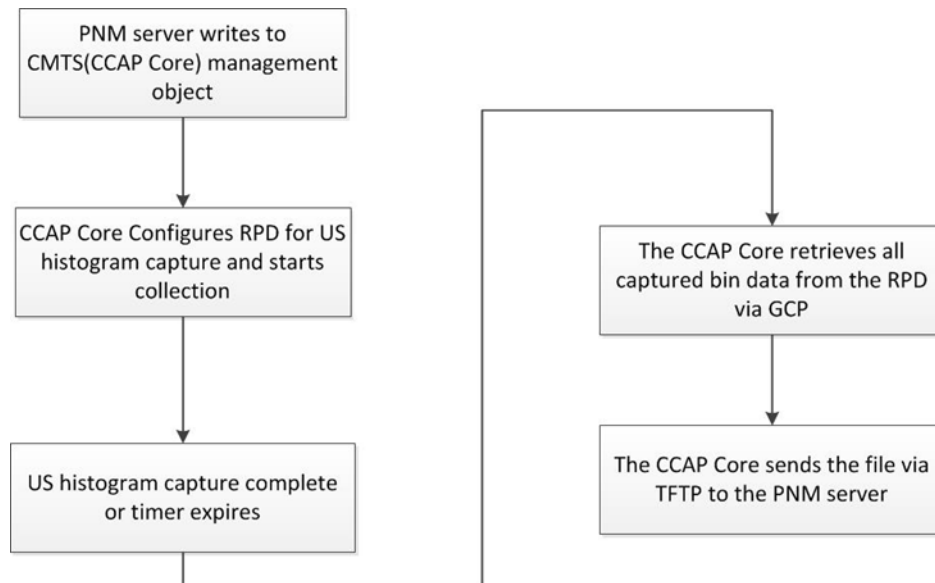 PNM server writes to
CMTS(CCAP Core) management
object
CCAP Core Configures RPD for US
histogram capture and starts
collection
US histogram capture complete
or timer expires
The CCAP Core retrieves all
captured bin data from the RPD
via GCP
The CCAP Core sends the file via
TFTP to the PNM server